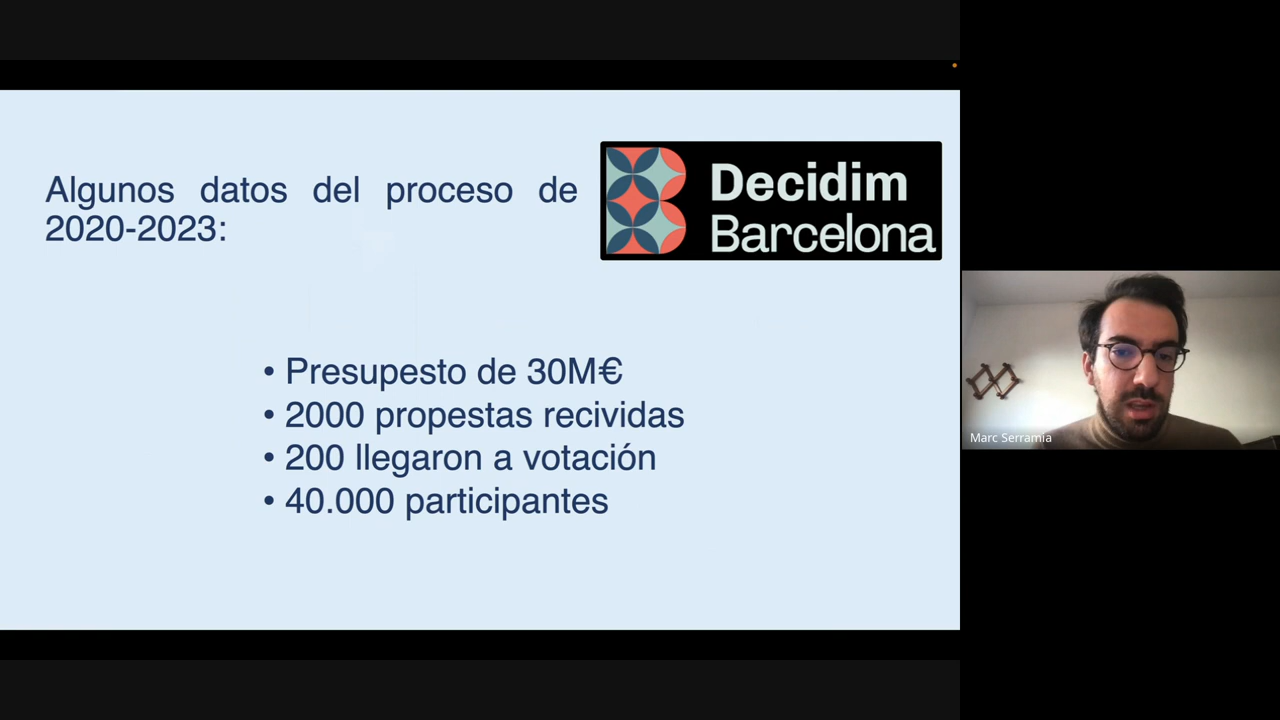 Algunos datos del proceso de
2020-2023:
Decidim
Barcelona
• Presupesto de 30M€
• 2000 propestas recividas
• 200 llegaron a votación
• 40.000 participantes
Marc Serramia